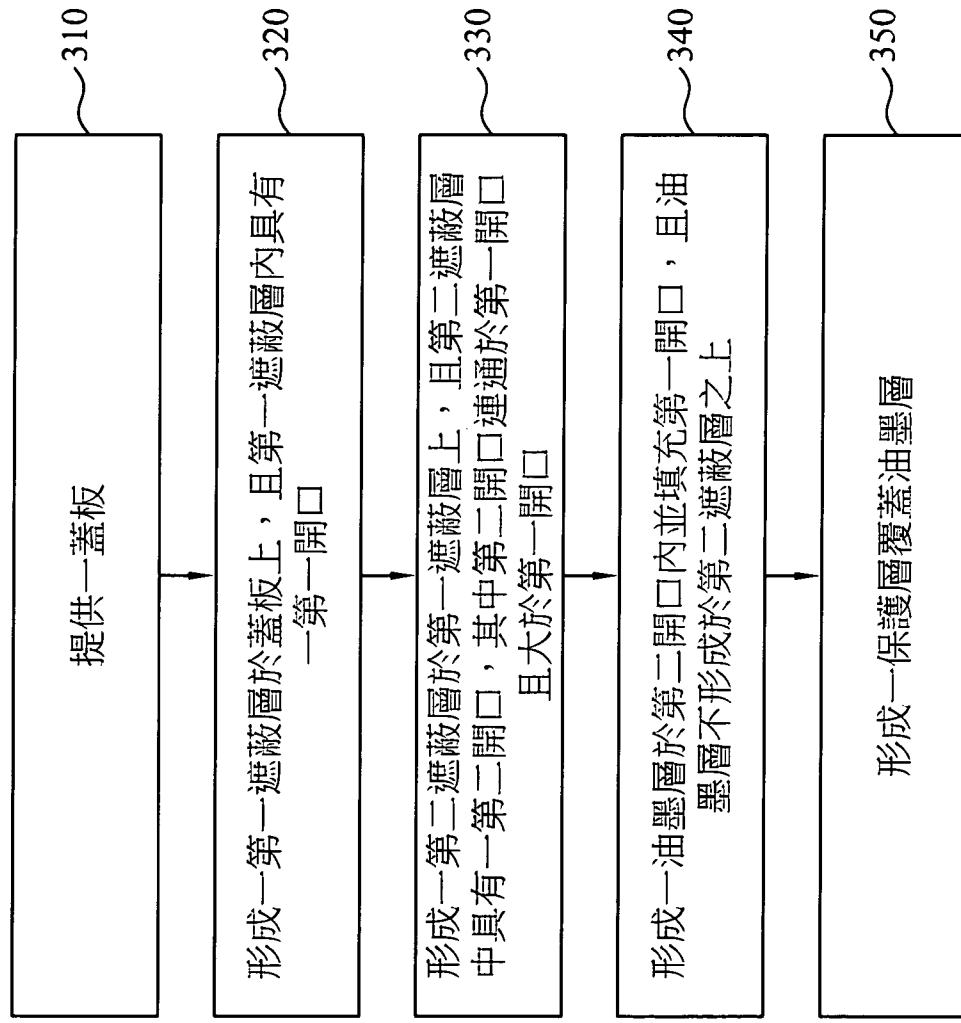 提供一蓋板
310
形成一第一遮蔽層於蓋板上，且第一遮蔽層內具有
一第一開口
320
形成一第二遮蔽層於第一遮蔽層上，且第二遮蔽層
中具有一第二開口，其中第二開口連通於第一開口
且大於第一開口
330
形成一油墨層於第二開口內並填充第一開口，且油
墨層不形成於第二遮蔽層之上
340
形成一保護層覆蓋油墨層
350